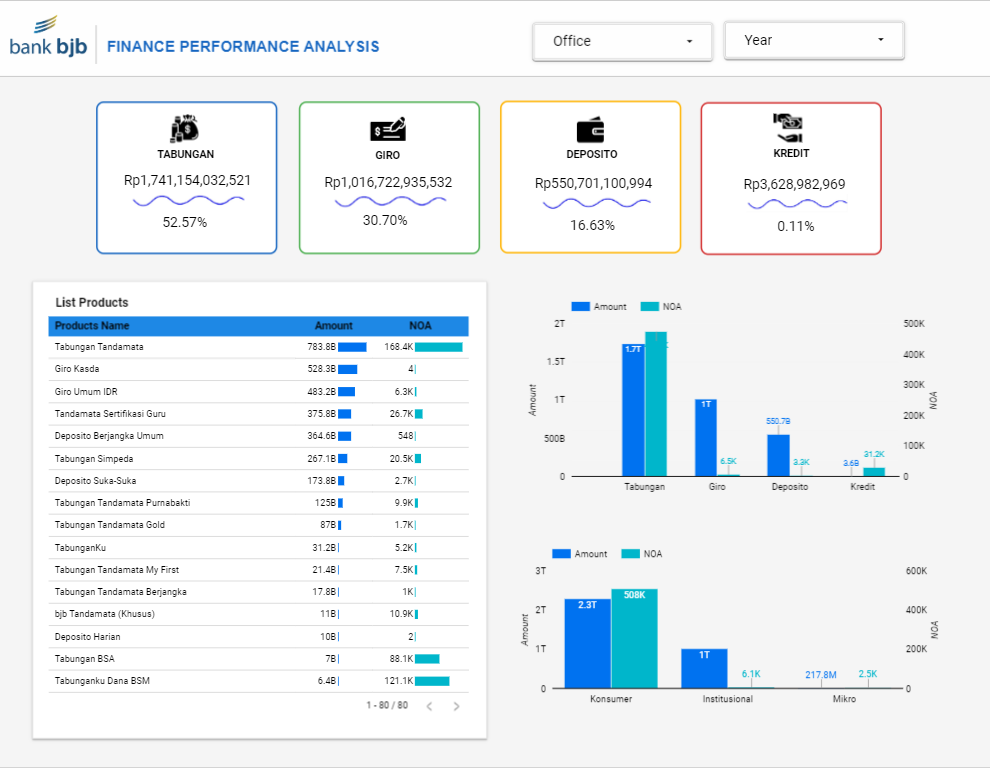 bank bjb
FINANCE PERFORMANCE ANALYSIS
Office
Year
TABUNGAN
Rp1,741,154,032,521
52.57%
GIRO
Rp1,016,722,935,532
30.70%
DEPOSITO
Rp550,701,100,994
16.63%
KREDIT
Rp3,628,982,969
0.11%
List Products
Products Name Amount NOA
Tabungan Tandamata 783.8B 168.4K
Giro Kasda 528.3B 4
Giro Umum IDR 483.2B 6.3K
Tandamata Sertifikasi Guru 375.8B 26.7K
Deposito Berjangka Umum 364.6B 548
Tabungan Simpeda 267.1B 20.5K
Deposito Suka-Suka 173.8B 2.7K
Tabungan Tandamata Purnabakti 125B 9.9K
Tabungan Tandamata Gold 87B 1.7K
TabunganKu 31.2B 5.2K
Tabungan Tandamata My First 21.4B 7.5K
Tabungan Tandamata Berjangka 17.8B 1K
bjb Tandamata (Khusus) 11B 10.9K
Deposito Harian 10B 2
Tabungan BSA 7B 88.1K
Tabunganku Dana BSM 6.4B 121.1K
1 - 80 / 80
Amount NOA
2T 500K
1.5T 400K
1T 300K
500B 200K
0 100K
0
Amount
NOA
1.7T
1T
6.5K
550.7B
3.3K
3.6B
31.2K
Tabungan Giro Deposito Kredit
Amount NOA
3T 600K
2T 400K
1T 200K
0 0
Amount
NOA
2.3T
508K
1T
6.1K
217.8M
2.5K
Konsumer Institusional Mikro